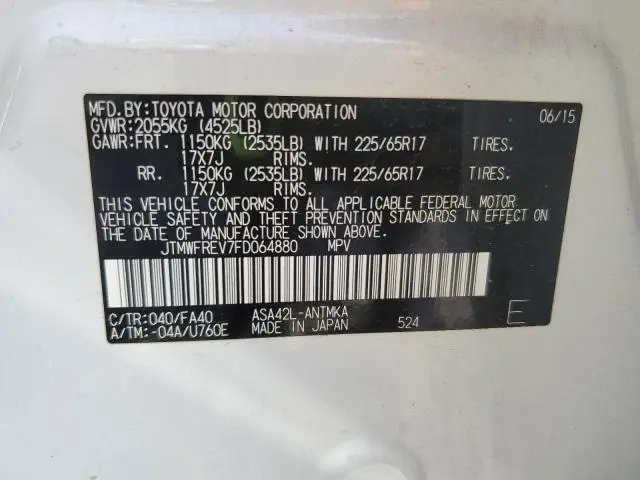 MFD.BY:TOYOTA MOTOR CORPORATION 06/15
GVWR:2055KG (4525LB)
GAWR:FRT. 1150KG (2535LB) WITH 225/65R17 TIRES.
17X7J RIMS.
RR. 1150KG (2535LB) WITH 225/65R17 TIRES.
17X7J RIMS.
THIS VEHICLE CONFORMS TO ALL APPLICABLE FEDERAL MOTOR
VEHICLE SAFETY AND THEFT PREVENTION STANDARDS IN EFFECT
ON THE DATE OF MANUFACTURE SHOWN ABOVE.
JTMWFREV7FD064880 MPV
C/TR:040/FA40 ASA42L-ANTMKA
A/TM:-04A/U760E MADE IN JAPAN 524 E